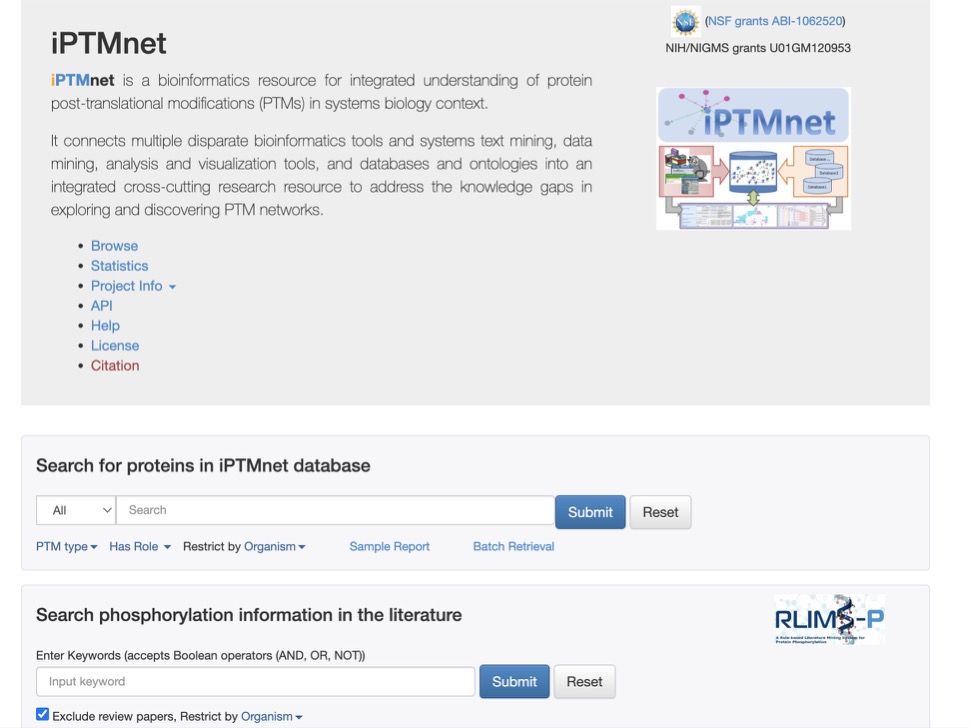 (NSF grants ABI-1062520)
NIH/NIGMS grants U01GM120953
iPTMnet
iPTMnet is a bioinformatics resource for integrated understanding of protein
post-translational modifications (PTMs) in systems biology context.
It connects multiple disparate bioinformatics tools and systems text mining, data
mining, analysis and visualization tools, and databases and ontologies into an
integrated cross-cutting research resource to address the knowledge gaps in
exploring and discovering PTM networks.
• Browse
• Statistics
• Project Info
• API
• Help
• License
• Citation
iPTMnet
Search for proteins in iPTMnet database
All Search Submit Reset
PTM type Has Role Restrict by Organism Sample Report Batch Retrieval
Search phosphorylation information in the literature
RLIMS-P
A Rule-based Literature Mining System for
Protein Phosphorylation
Enter Keywords (accepts Boolean operators (AND, OR, NOT))
Input keyword Submit Reset
Exclude review papers, Restrict by Organism